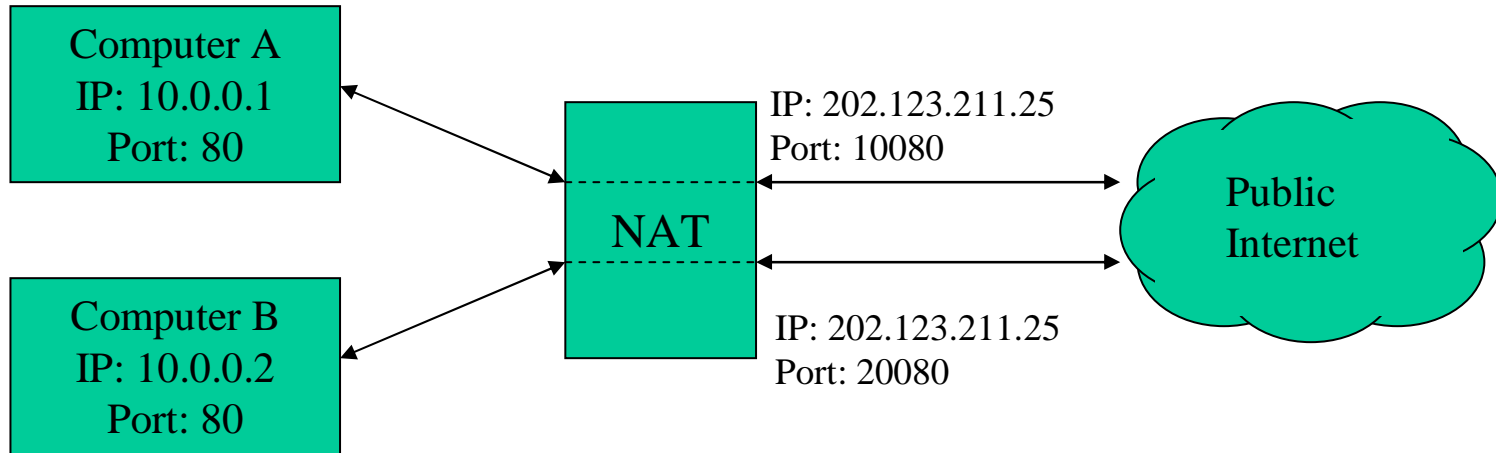 Computer A
IP: 10.0.0.1
Port: 80
IP: 202.123.211.25
Port: 10080
NAT
Public
Internet
Computer B
IP: 10.0.0.2
Port: 80
IP: 202.123.211.25
Port: 20080